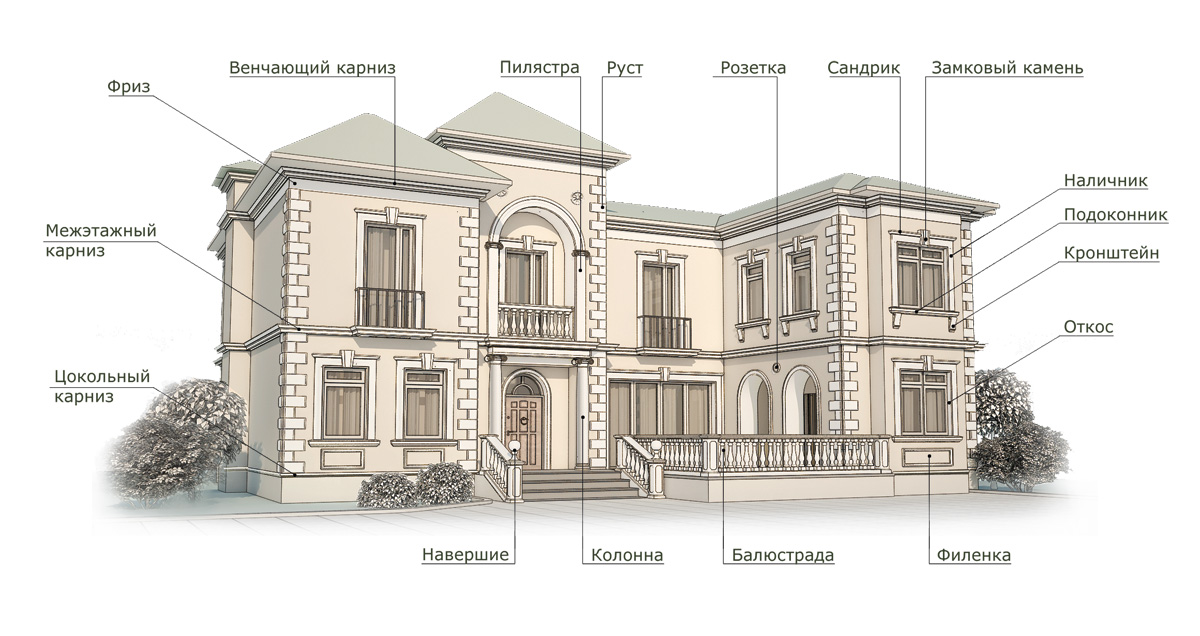 Венчающий карниз
Пилястра
Руст
Розетка
Сандрик
Замковый камень
Фриз
Наличник
Подоконник
Межэтажный
карниз
Кронштейн
Откос
Цокольный
карниз
Навершие
Колонна
Балюстрада
Филенка